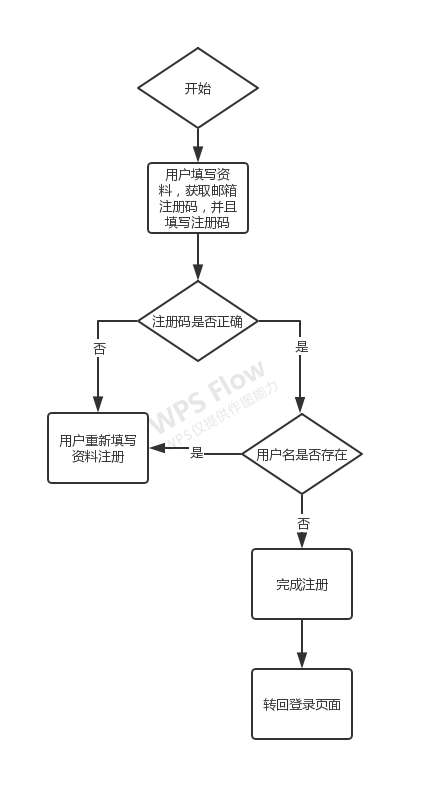 开始
用户填写资
料，获取邮箱
注册码，并且
填写注册码
注册码是否正确
否
是
WPS Flow
WPS仅提供作图能力
用户重新填写
资料注册
是
用户名是否存在
否
完成注册
转回登录页面